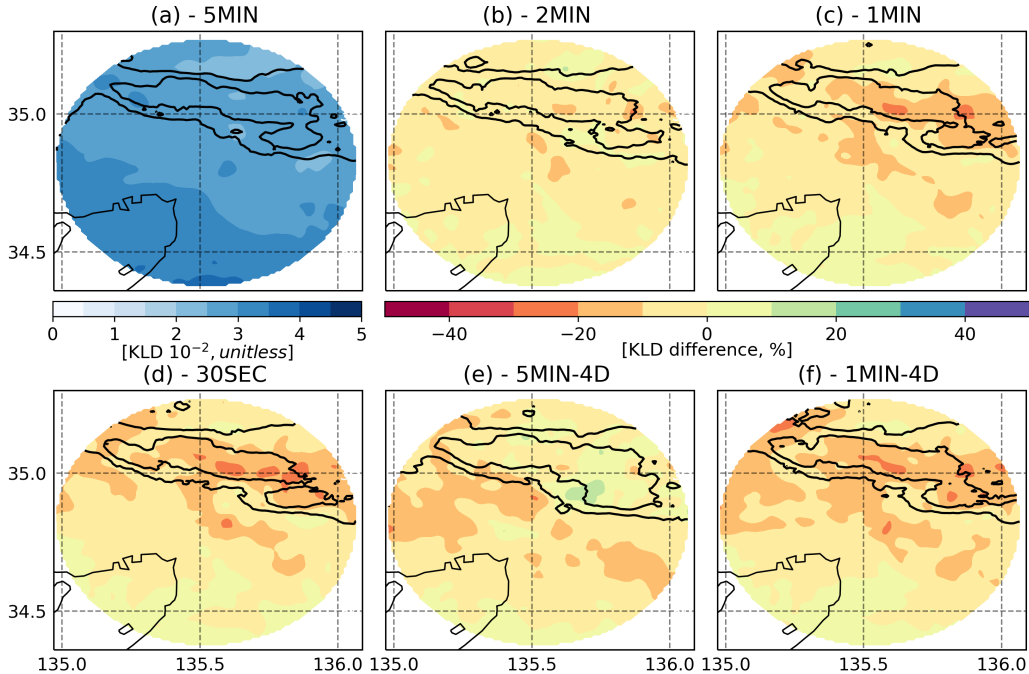 (a) - 5MIN
(b) - 2MIN
(c) - 1MIN
35.0
34.5
0 1 2 3 4 5
[KLD 10⁻², unitless]
−40 −20 0 20 40
[KLD difference, %]
(d) - 30SEC
(e) - 5MIN-4D
(f) - 1MIN-4D
35.0
34.5
135.0 135.5 136.0
135.0 135.5 136.0
135.0 135.5 136.0